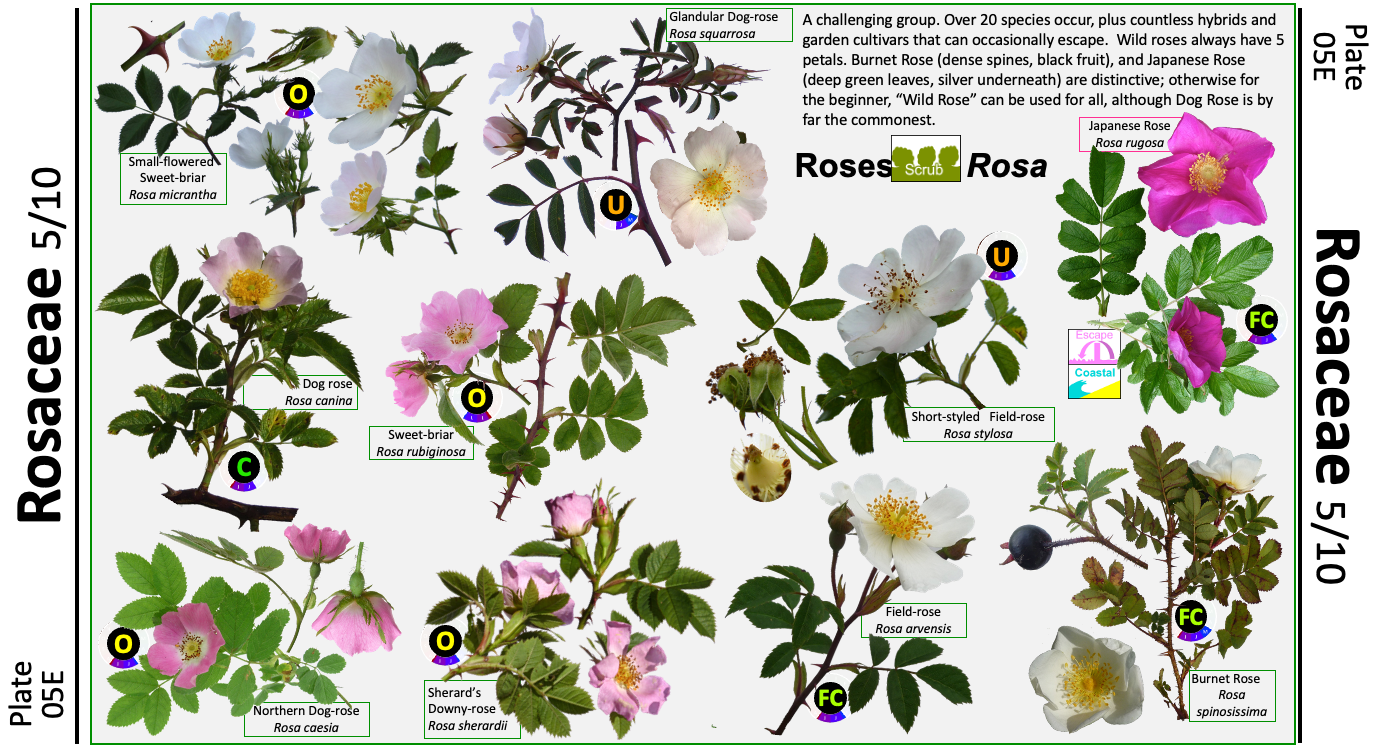 Plate
05E
Rosaceae 5/10
Glandular Dog-rose
Rosa squarrosa
A challenging group. Over 20 species occur, plus countless hybrids and
garden cultivars that can occasionally escape. Wild roses always have 5
petals. Burnet Rose (dense spines, black fruit), and Japanese Rose
(deep green leaves, silver underneath) are distinctive; otherwise for
the beginner, “Wild Rose” can be used for all, although Dog Rose is by
far the commonest.
Roses Scrub Rosa
O
Small-flowered
Sweet-briar
Rosa micrantha
U
Japanese Rose
Rosa rugosa
FC
Escape
Coastal
Dog rose
Rosa canina
C
O
Sweet-briar
Rosa rubiginosa
U
Short-styled Field-rose
Rosa stylosa
O
Northern Dog-rose
Rosa caesia
O
Sherard’s
Downy-rose
Rosa sherardii
Field-rose
Rosa arvensis
FC
FC
Burnet Rose
Rosa
spinosissima
Plate
05E
Rosaceae 5/10